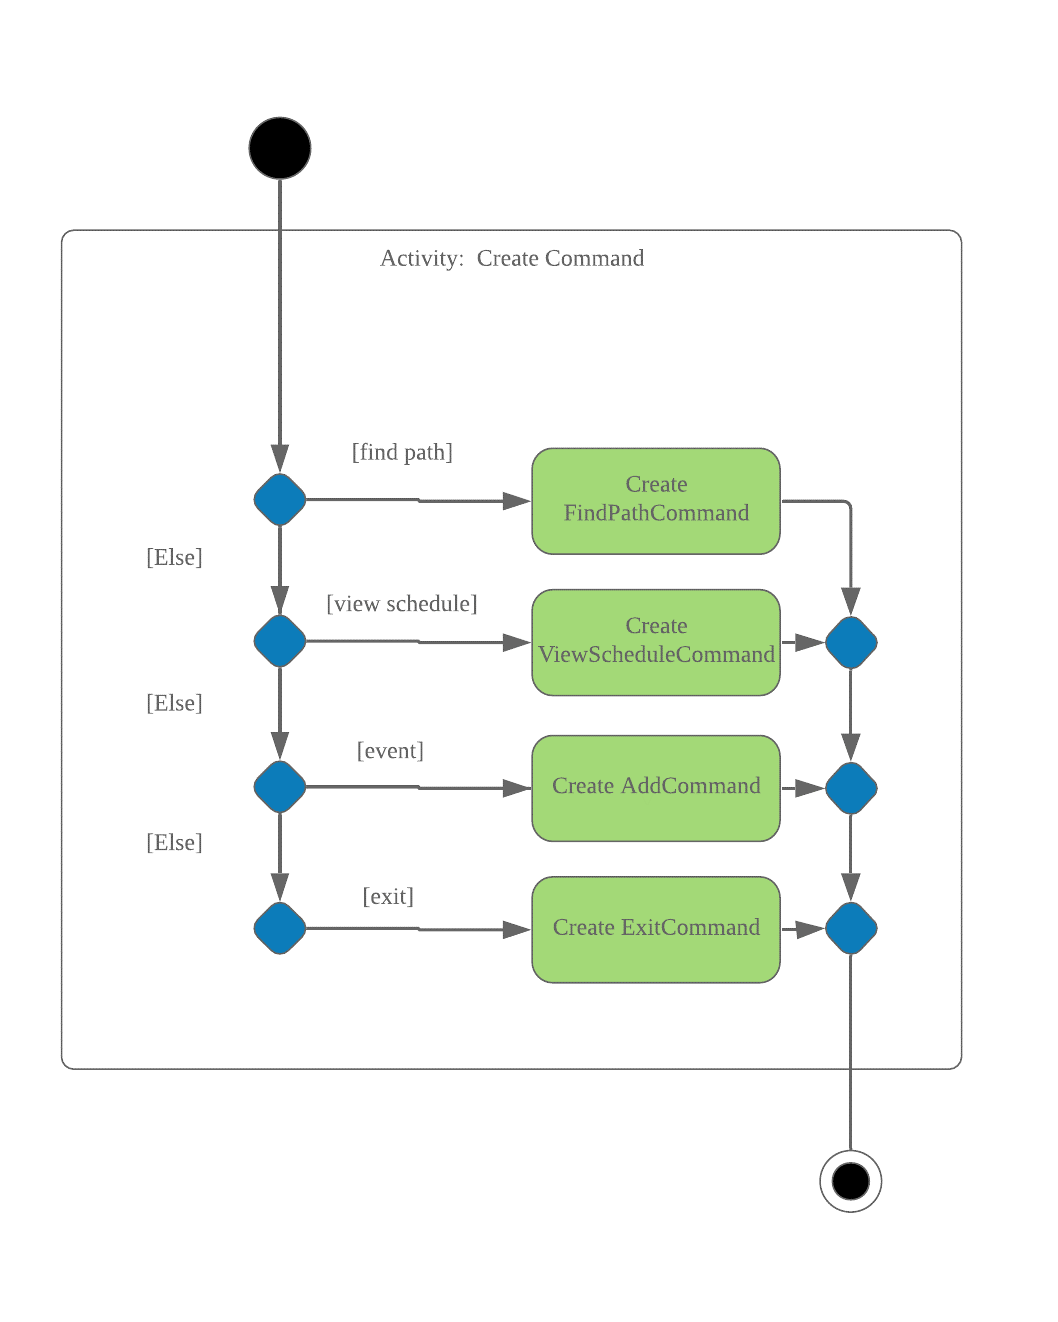 Activity:  Create Command
[find path]
Create
FindPathCommand
[Else]
[view schedule]
Create
ViewScheduleCommand
[Else]
[event]
Create AddCommand
[Else]
[exit]
Create ExitCommand